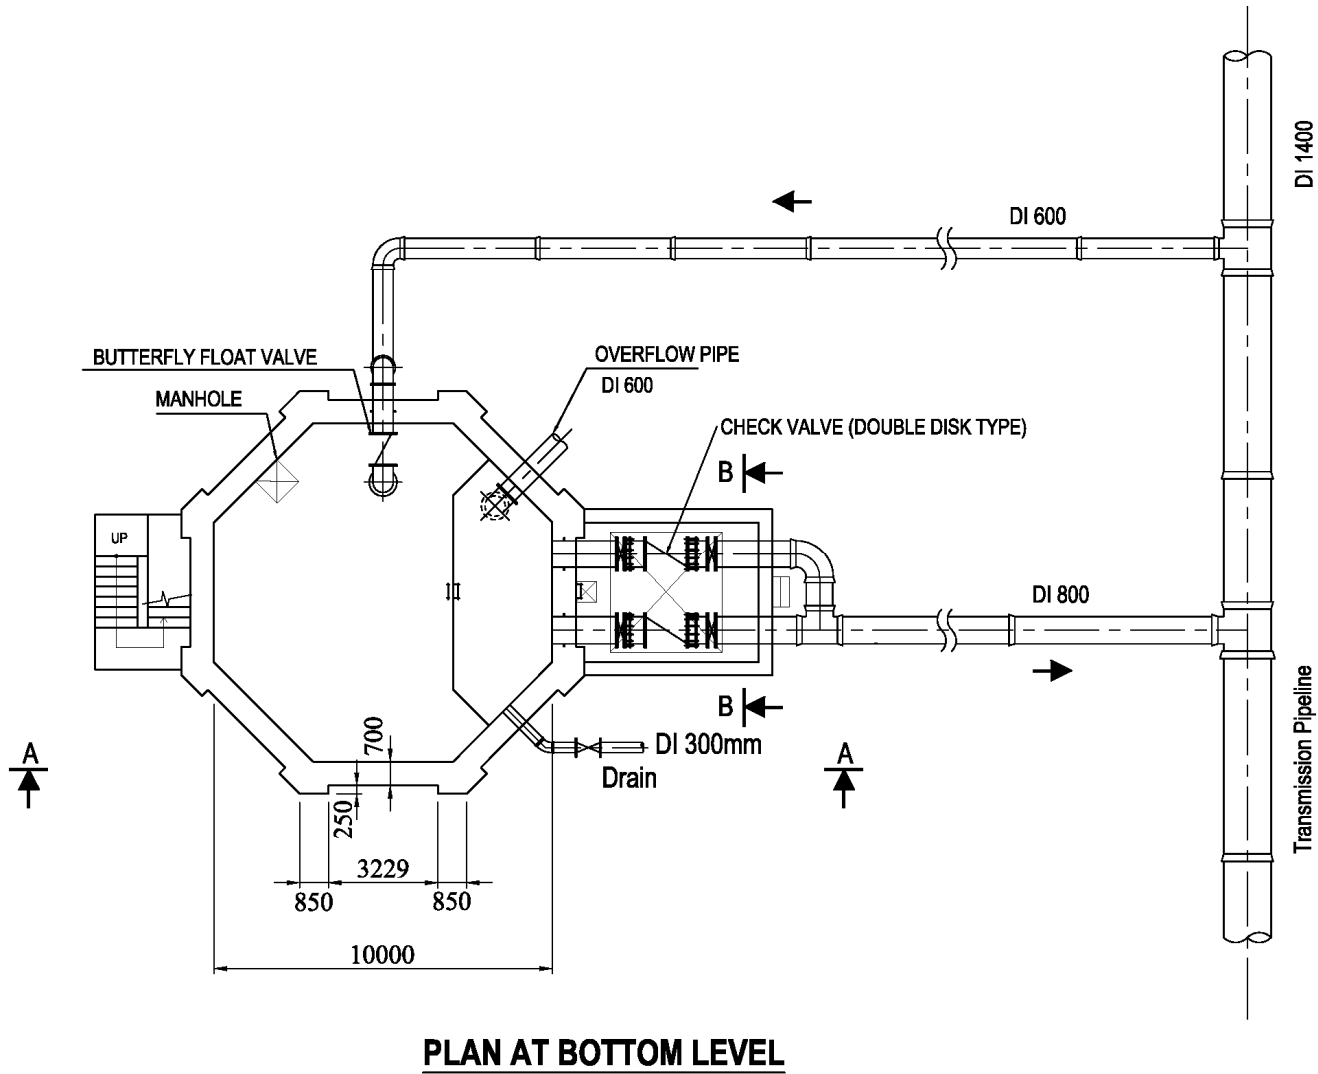 DI 1400
DI 600
BUTTERFLY FLOAT VALVE
OVERFLOW PIPE
DI 600
MANHOLE
CHECK VALVE (DOUBLE DISK TYPE)
B
UP
DI 800
B
DI 300mm
Drain
700
A
A
250
Transmission Pipeline
3229
850
850
10000
PLAN AT BOTTOM LEVEL